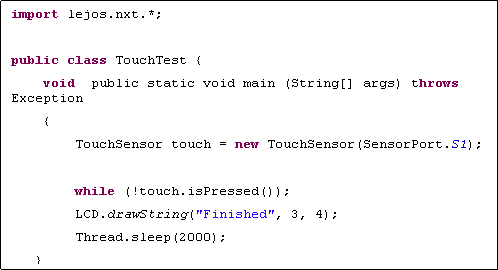 import lejos.nxt.*;
public class TouchTest {
void public static void main (String[] args) throws
Exception
{
TouchSensor touch = new TouchSensor(SensorPort.S1);
while (!touch.isPressed());
LCD.drawString("Finished", 3, 4);
Thread.sleep(2000);
}